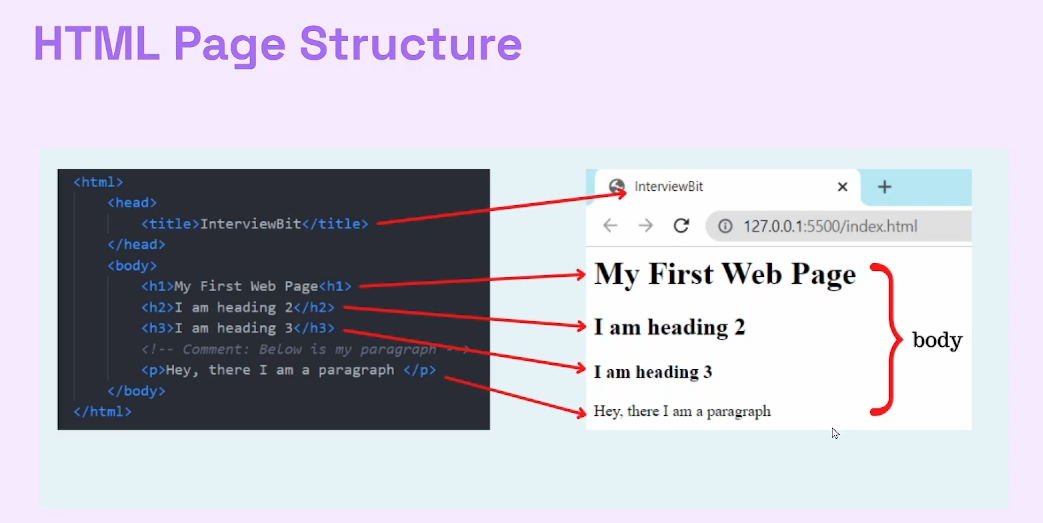 HTML Page Structure
<html>
<head>
<title>InterviewBit</title>
</head>
<body>
<h1>My First Web Page<h1>
<h2>I am heading 2</h2>
<h3>I am heading 3</h3>
<!-- Comment: Below is my paragraph -->
<p>Hey, there I am a paragraph </p>
</body>
</html>
InterviewBit
127.0.0.1:5500/index.html
My First Web Page
I am heading 2
I am heading 3
Hey, there I am a paragraph
body